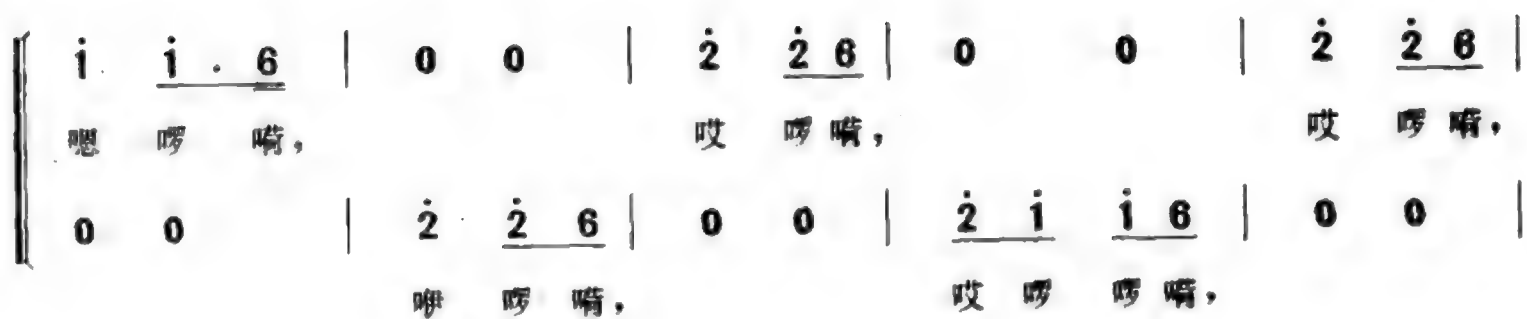 i̇ i̇ · 6 | 0 0 | 2̇ 2̇ 6 | 0 0 | 2̇ 2̇ 6 |
嗯 啰 嗬， 哎 啰 嗬， 哎 啰 嗬，
0 0 | 2̇ 2̇ 6 | 0 0 | 2̇ i̇ i̇ 6 | 0 0 |
咿 啰 嗬， 哎 啰 啰 嗬，